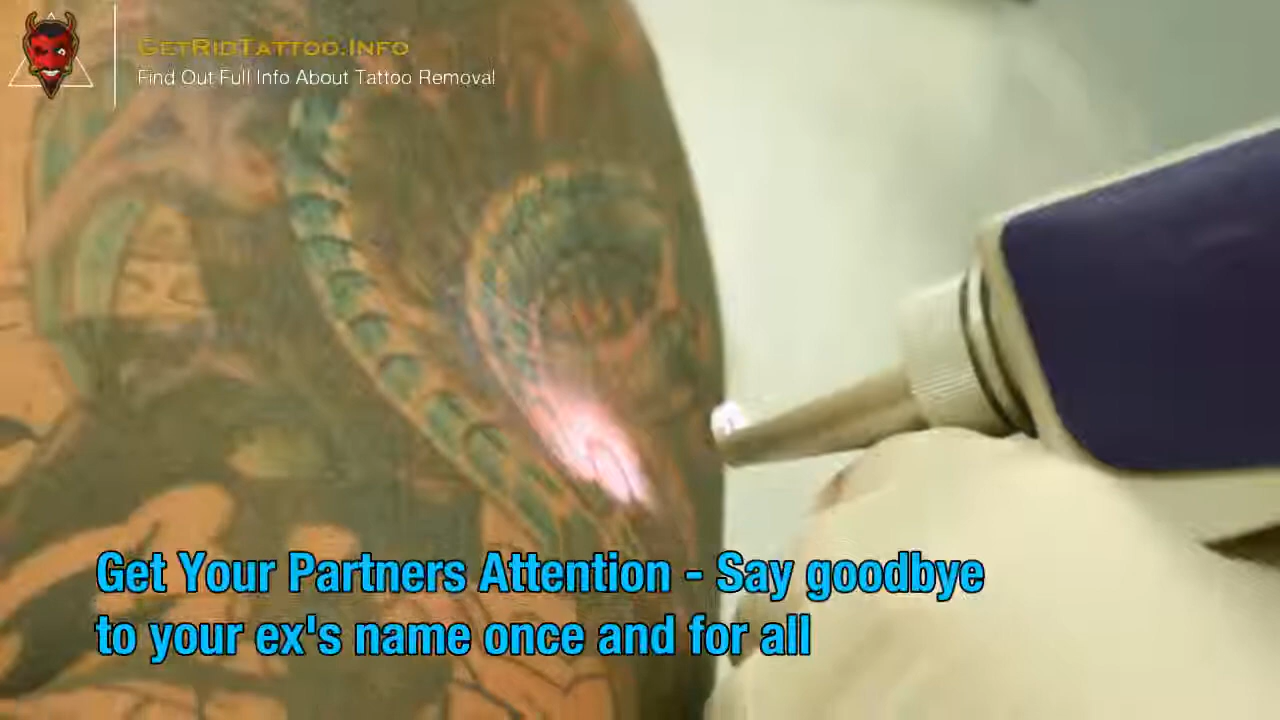 GetRidTattoo.Info
Find Out Full Info About Tattoo Removal
Get Your Partners Attention - Say goodbye
to your ex's name once and for all